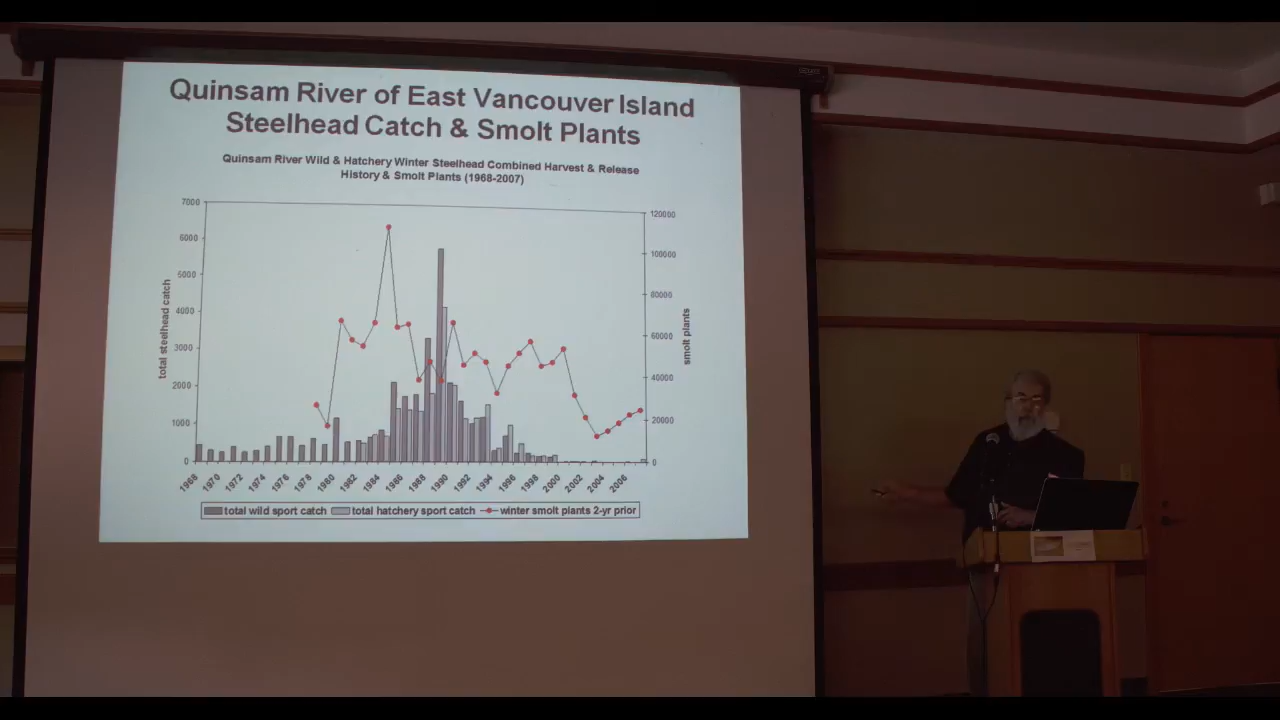 Quinsam River of East Vancouver Island
Steelhead Catch & Smolt Plants
Quinsam River Wild & Hatchery Winter Steelhead Combined Harvest & Release
History & Smolt Plants (1968-2007)
7000
6000
5000
4000
3000
2000
1000
0
total steelhead catch
120000
100000
80000
60000
40000
20000
0
smolt plants
1968 1970 1972 1974 1976 1978 1980 1982 1984 1986 1988 1990 1992 1994 1996 1998 2000 2002 2004 2006
total wild sport catch total hatchery sport catch winter smolt plants 2-yr prior